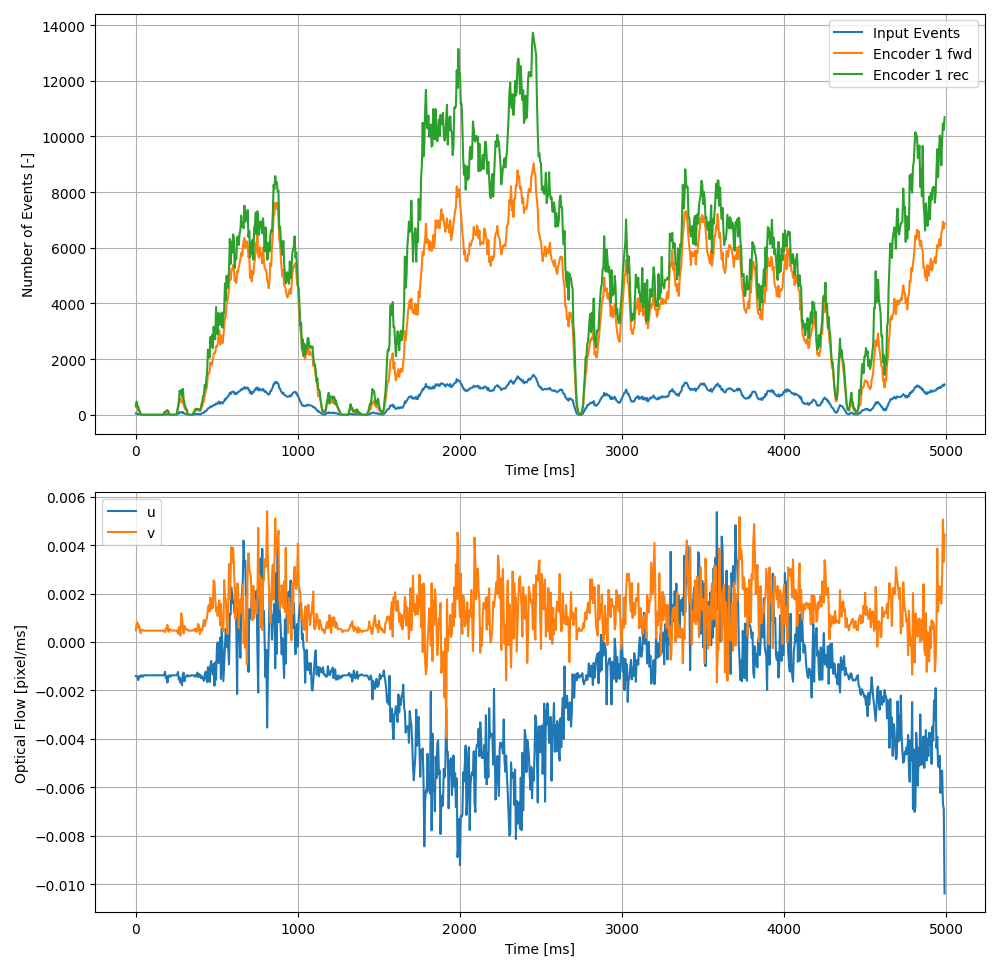 14000
12000
10000
8000
6000
4000
2000
0
Number of Events [-]
Input Events
Encoder 1 fwd
Encoder 1 rec
0 1000 2000 3000 4000 5000
Time [ms]
0.006
0.004
0.002
0.000
−0.002
−0.004
−0.006
−0.008
−0.010
Optical Flow [pixel/ms]
u
v
0 1000 2000 3000 4000 5000
Time [ms]